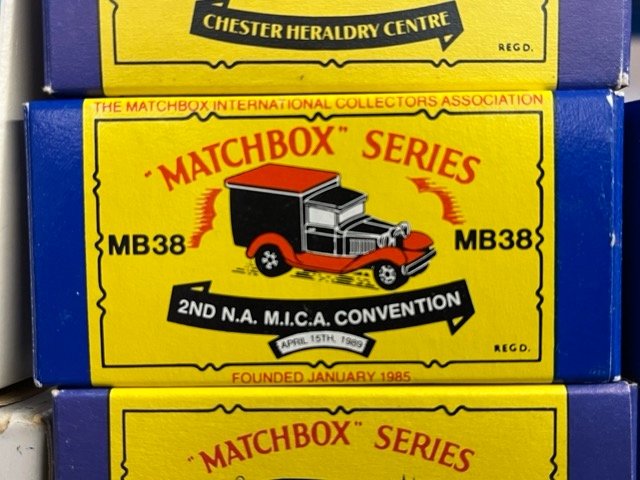 CHESTER HERALDRY CENTRE
REGD.
THE MATCHBOX INTERNATIONAL COLLECTORS ASSOCIATION
"MATCHBOX" SERIES
MB38
MB38
2ND N.A. M.I.C.A. CONVENTION
APRIL 15TH, 1989
REGD.
FOUNDED JANUARY 1985
"MATCHBOX" SERIES